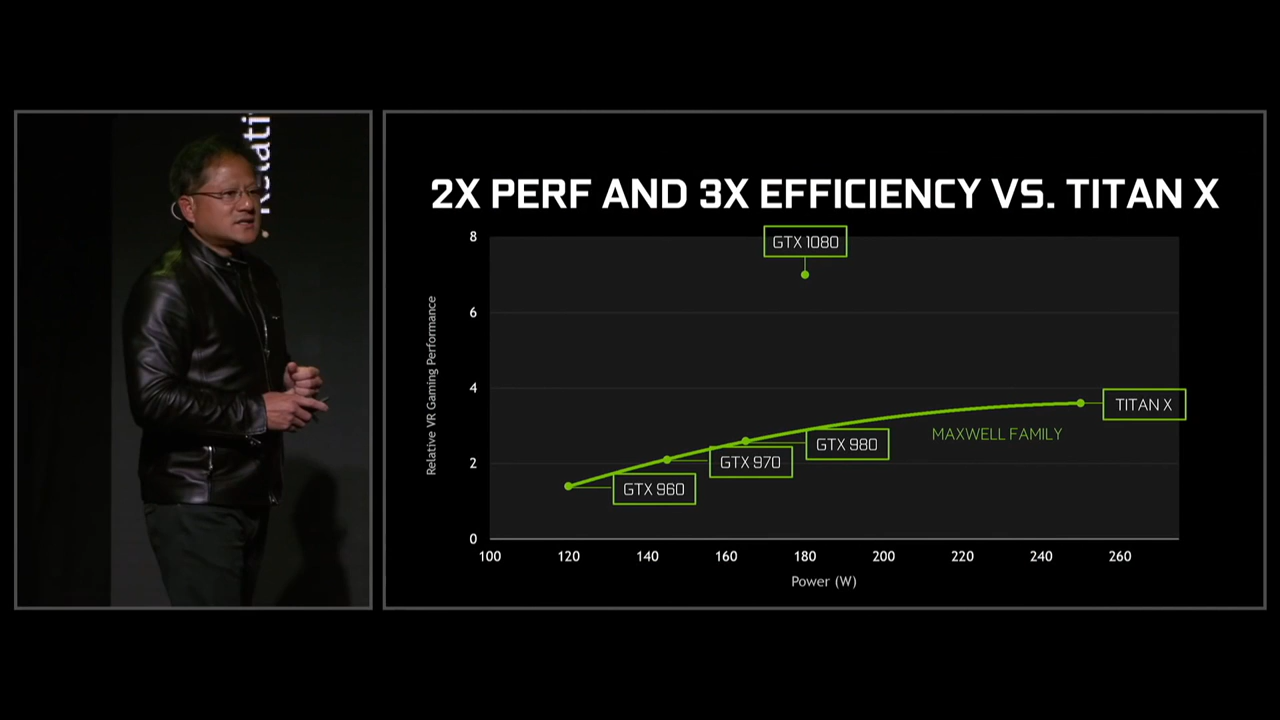 2X PERF AND 3X EFFICIENCY VS. TITAN X
8
GTX 1080
6
4
TITAN X
MAXWELL FAMILY
GTX 980
GTX 970
2
GTX 960
0
100 120 140 160 180 200 220 240 260
Power (W)
Relative VR Gaming Performance